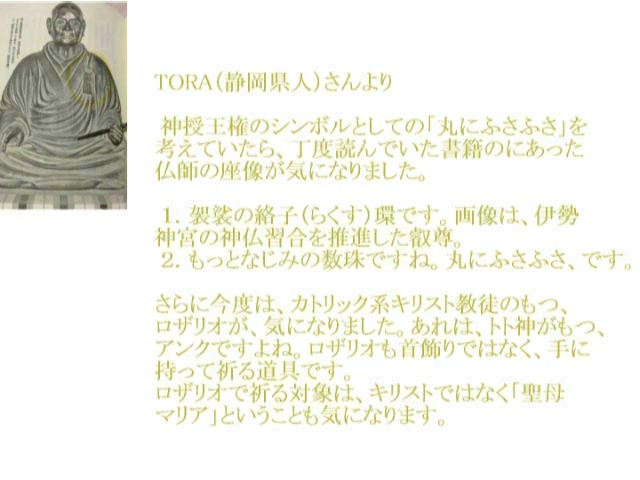 TORA(静岡県人)さんより
神授王権のシンボルとしての「丸にふさふさ」を
考えていたら、丁度読んでいた書籍のにあった
仏師の座像が気になりました。
1. 袈裟の絡子(らくす)環です。画像は、伊勢
神宮の神仏習合を推進した叡尊。
2. もっとなじみの数珠ですね。丸にふさふさ、です。
さらに今度は、カトリック系キリスト教徒のもつ、
ロザリオが、気になりました。あれは、トト神がもつ、
アンクですよね。ロザリオも首飾りではなく、手に
持って祈る道具です。
ロザリオで祈る対象は、キリストではなく「聖母
マリア」ということも気になります。